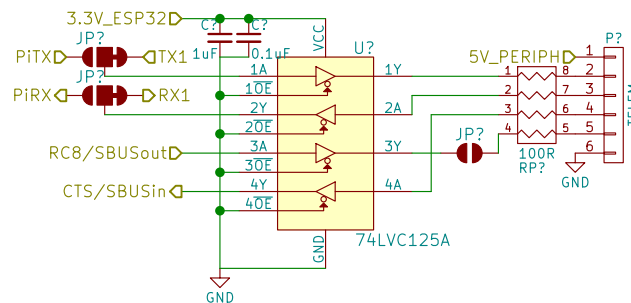 3.3V_ESP32
C? C?
1uF 0.1uF
VCC
U?
P?
JP?
PiTX TX1
JP?
PiRX RX1
5V_PERIPH
1A 1Y
1OE
2Y 2A
2OE
RC8/SBUSout 3A 3Y
3OE
CTS/SBUSin 4Y 4A
4OE
JP?
1 8
2 7
3 6
4 5
100R
RP?
1
2
3
4
5
6
TELEM
GND
GND
74LVC125A
GND